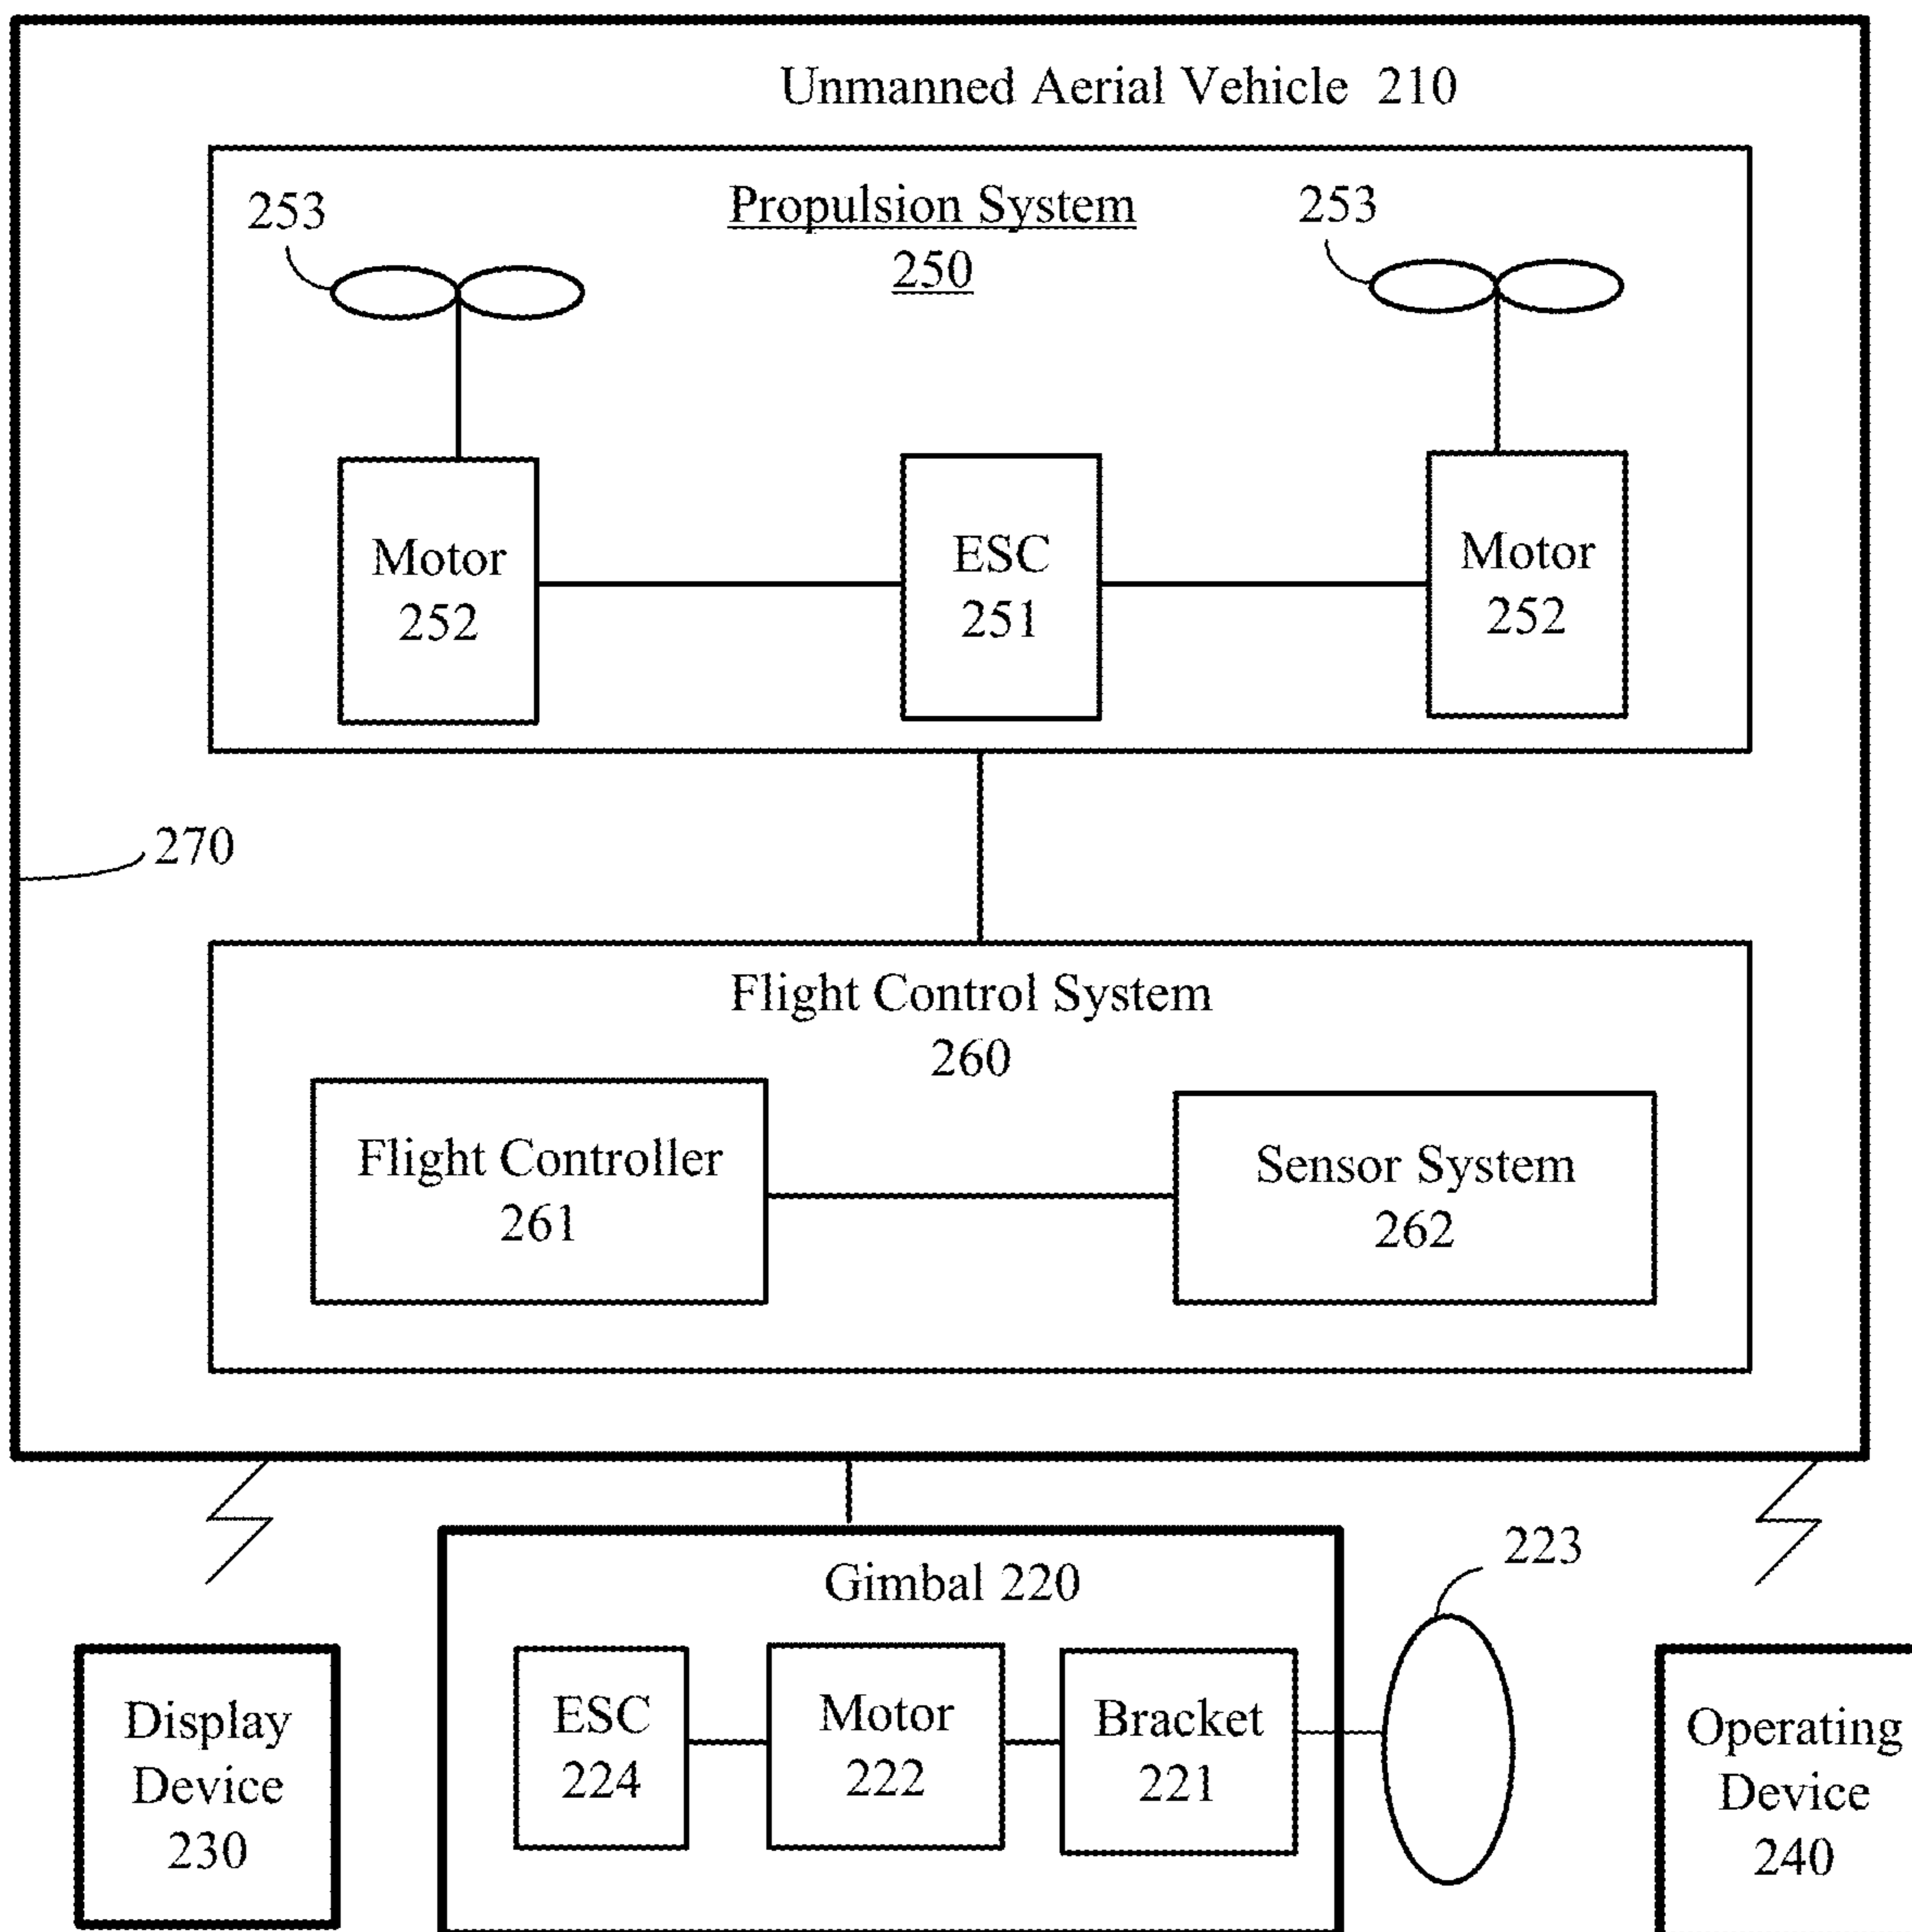 Unmanned Aerial Vehicle 210
Propulsion System
250
253
253
Motor
252
ESC
251
Motor
252
270
Flight Control System
260
Flight Controller
261
Sensor System
262
Gimbal 220
223
Display
Device
230
ESC
224
Motor
222
Bracket
221
Operating
Device
240